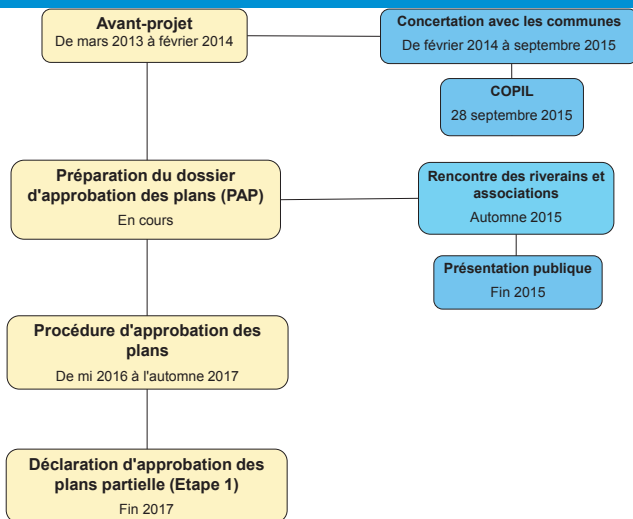 Avant-projet
De mars 2013 à février 2014
Concertation avec les communes
De février 2014 à septembre 2015
COPIL
28 septembre 2015
Préparation du dossier
d'approbation des plans (PAP)
En cours
Rencontre des riverains et
associations
Automne 2015
Présentation publique
Fin 2015
Procédure d'approbation des
plans
De mi 2016 à l'automne 2017
Déclaration d'approbation des
plans partielle (Etape 1)
Fin 2017